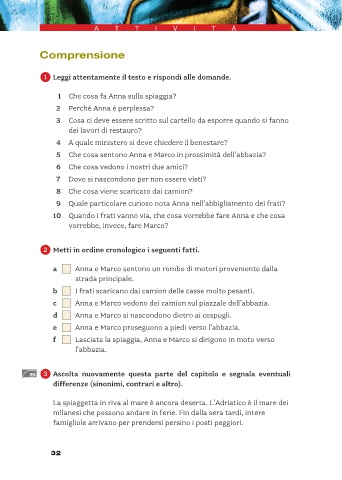 ATTIVITÀ
Comprensione
1 Leggi attentamente il testo e rispondi alle domande.
1 Che cosa fa Anna sulla spiaggia?
2 Perché Anna è perplessa?
3 Cosa ci deve essere scritto sul cartello da esporre quando si fanno
dei lavori di restauro?
4 A quale ministero si deve chiedere il benestare?
5 Che cosa sentono Anna e Marco in prossimità dell'abbazia?
6 Che cosa vedono i nostri due amici?
7 Dove si nascondono per non essere visti?
8 Che cosa viene scaricato dai camion?
9 Quale particolare curioso nota Anna nell'abbigliamento dei frati?
10 Quando i frati vanno via, che cosa vorrebbe fare Anna e che cosa
vorrebbe, invece, fare Marco?
2 Metti in ordine cronologico i seguenti fatti.
a Anna e Marco sentono un rombo di motori proveniente dalla
strada principale.
b I frati scaricano dai camion delle casse molto pesanti.
c Anna e Marco vedono dei camion sul piazzale dell'abbazia.
d Anna e Marco si nascondono dietro ai cespugli.
e Anna e Marco proseguono a piedi verso l'abbazia.
f Lasciata la spiaggia, Anna e Marco si dirigono in moto verso
l'abbazia.
3 Ascolta nuovamente questa parte del capitolo e segnala eventuali
differenze (sinonimi, contrari e altro).
La spiaggetta in riva al mare è ancora deserta. L'Adriatico è il mare dei
milanesi che possono andare in ferie. Fin dalla sera tardi, intere
famigliole arrivano per prendersi persino i posti peggiori.
32